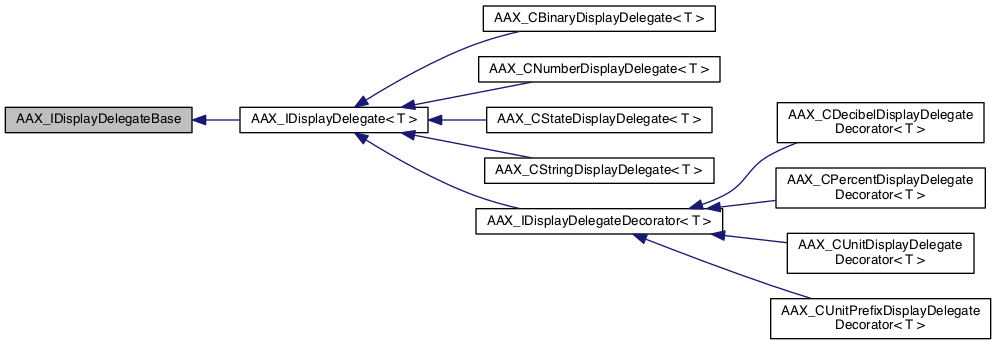 AAX_IDisplayDelegateBase
AAX_IDisplayDelegate< T >
AAX_CBinaryDisplayDelegate< T >
AAX_CNumberDisplayDelegate< T >
AAX_CStateDisplayDelegate< T >
AAX_CStringDisplayDelegate< T >
AAX_IDisplayDelegateDecorator< T >
AAX_CDecibelDisplayDelegate
Decorator< T >
AAX_CPercentDisplayDelegate
Decorator< T >
AAX_CUnitDisplayDelegate
Decorator< T >
AAX_CUnitPrefixDisplayDelegate
Decorator< T >